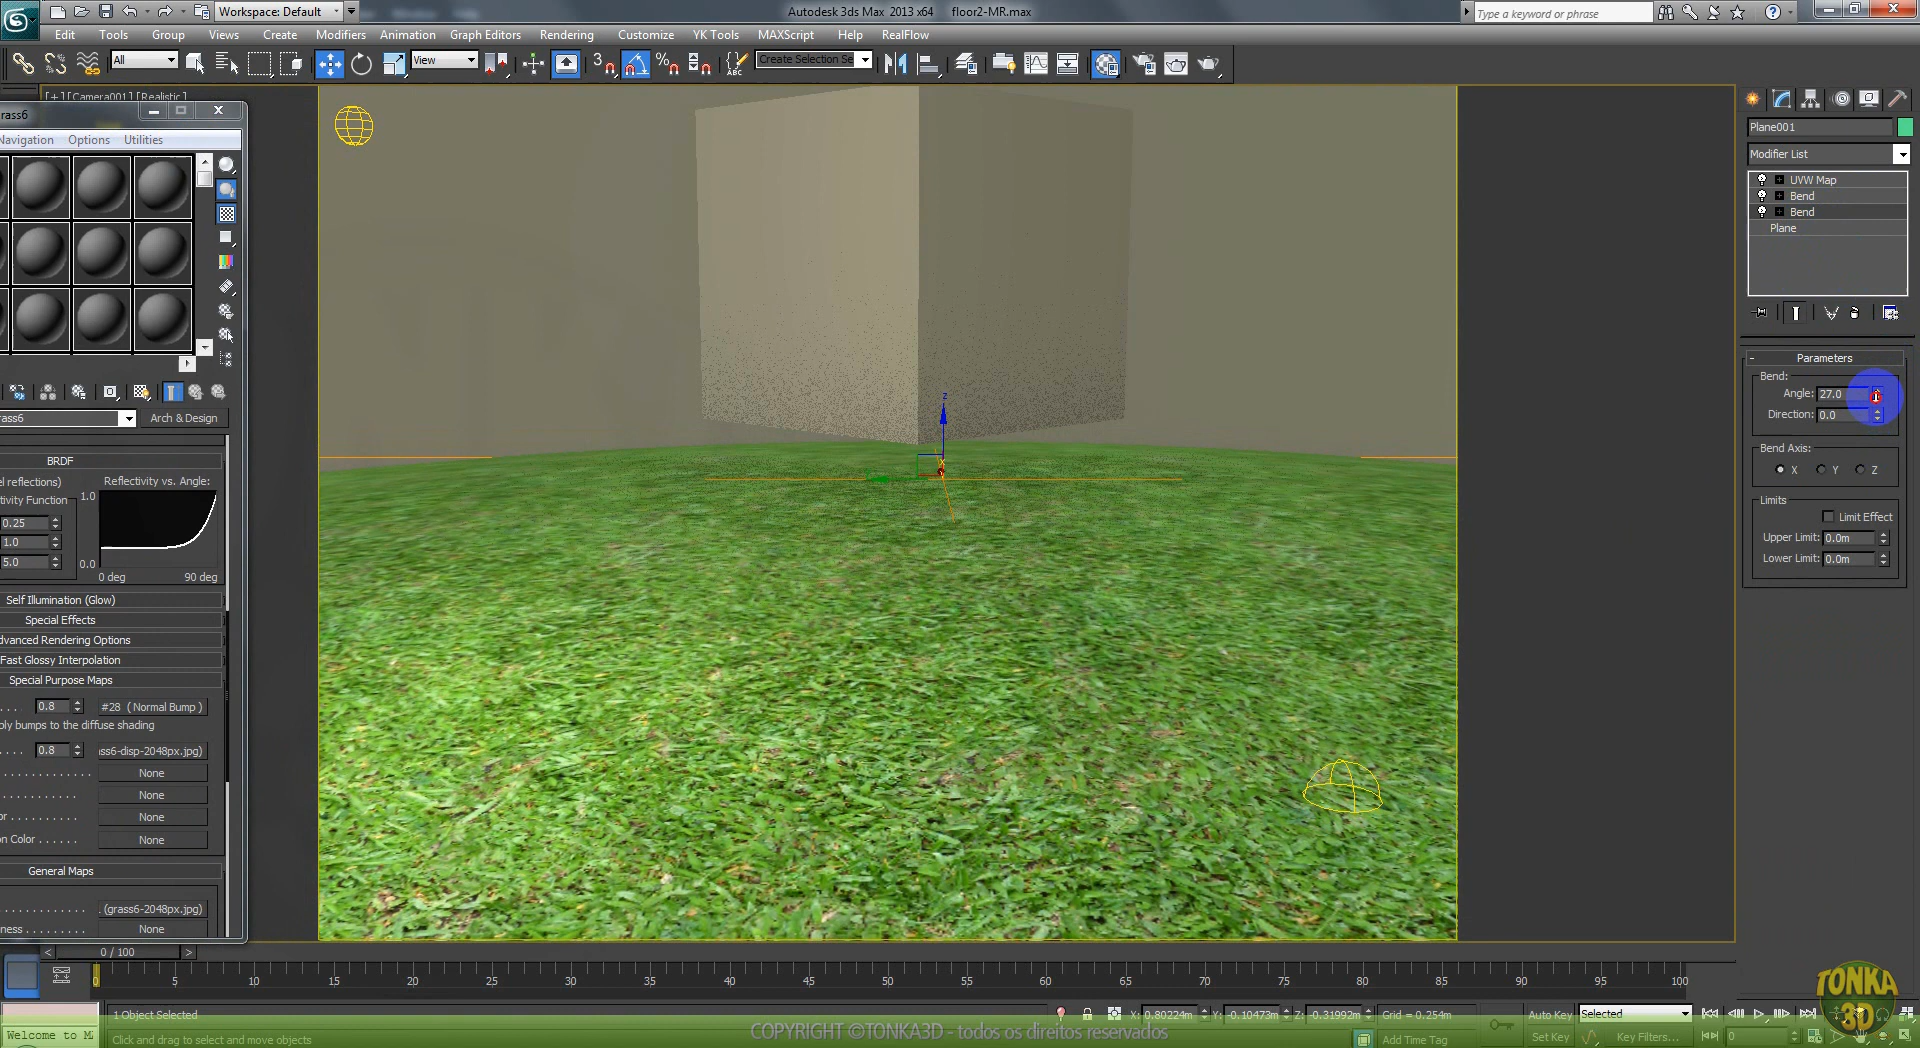 Workspace: Default
Autodesk 3ds Max 2013 x64 floor2-MR.max
Type a keyword or phrase
Edit Tools Group Views Create Modifiers Animation Graph Editors Rendering Customize YK Tools MAXScript Help RealFlow
All
View
3
Create Selection Se
[+][Camera001][Realistic]
rass6
Navigation Options Utilities
rass6 Arch & Design
BRDF
el reflections)
Reflectivity vs. Angle:
tivity Function
1.0
0.25
1.0
5.0
0.0
0 deg 90 deg
Self Illumination (Glow)
Special Effects
dvanced Rendering Options
Fast Glossy Interpolation
Special Purpose Maps
0.8 #28 (Normal Bump)
ply bumps to the diffuse shading
0.8 ass6-disp-2048px.jpg)
None
None
or None
on Color None
General Maps
(grass6-2048px.jpg)
ness None
z
x
Plane001
Modifier List
UVW Map
Bend
Bend
Plane
Parameters
Bend:
Angle: 27.0
Direction: 0.0
Bend Axis:
X Y Z
Limits
Limit Effect
Upper Limit: 0.0m
Lower Limit: 0.0m
< 0 / 100 >
0 5 10 15 20 25 30 35 40 45 50 55 60 65 70 75 80 85 90 95 100
1 Object Selected
X: 0.80224m Y: -0.10473m Z: -0.31992m Grid = 0.254m
Auto Key Selected
Welcome to M
Click and drag to select and move objects
COPYRIGHT ©TONKA3D - todos os direitos reservados
Add Time Tag
Set Key Key Filters... 0
TONKA
3D